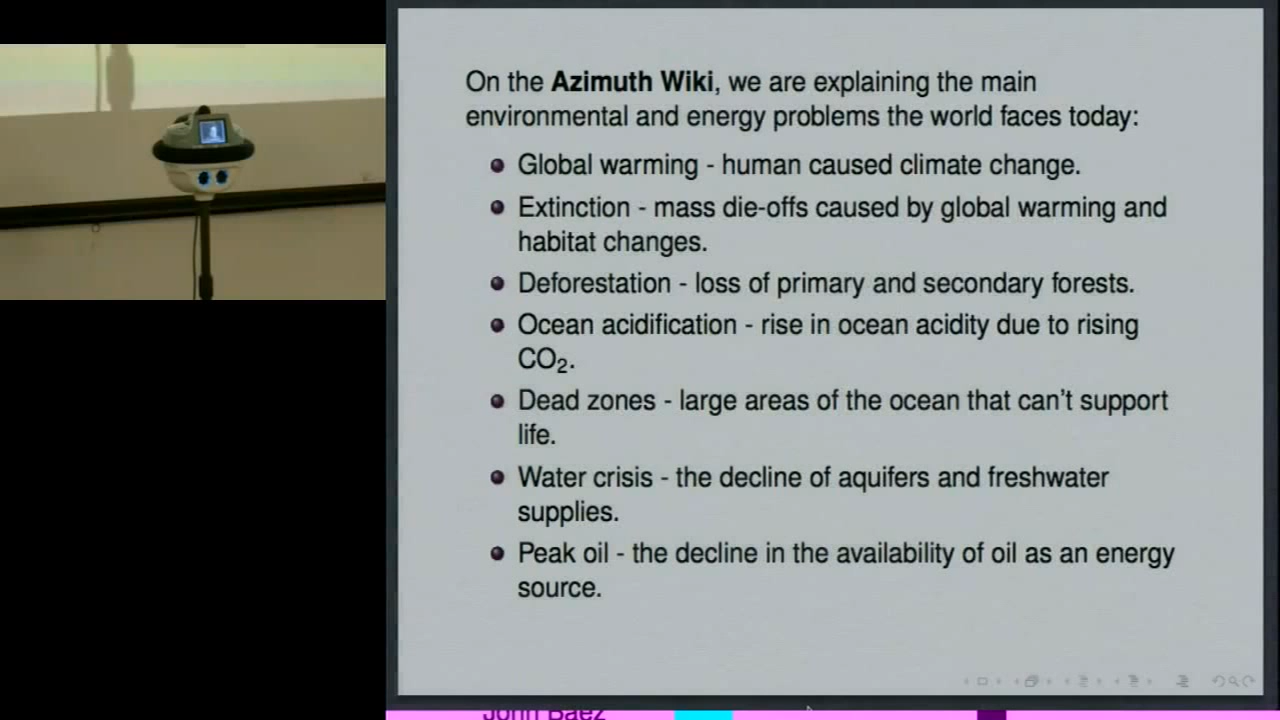 On the Azimuth Wiki, we are explaining the main
environmental and energy problems the world faces today:
Global warming - human caused climate change.
Extinction - mass die-offs caused by global warming and
habitat changes.
Deforestation - loss of primary and secondary forests.
Ocean acidification - rise in ocean acidity due to rising
CO₂.
Dead zones - large areas of the ocean that can't support
life.
Water crisis - the decline of aquifers and freshwater
supplies.
Peak oil - the decline in the availability of oil as an energy
source.
John Baez